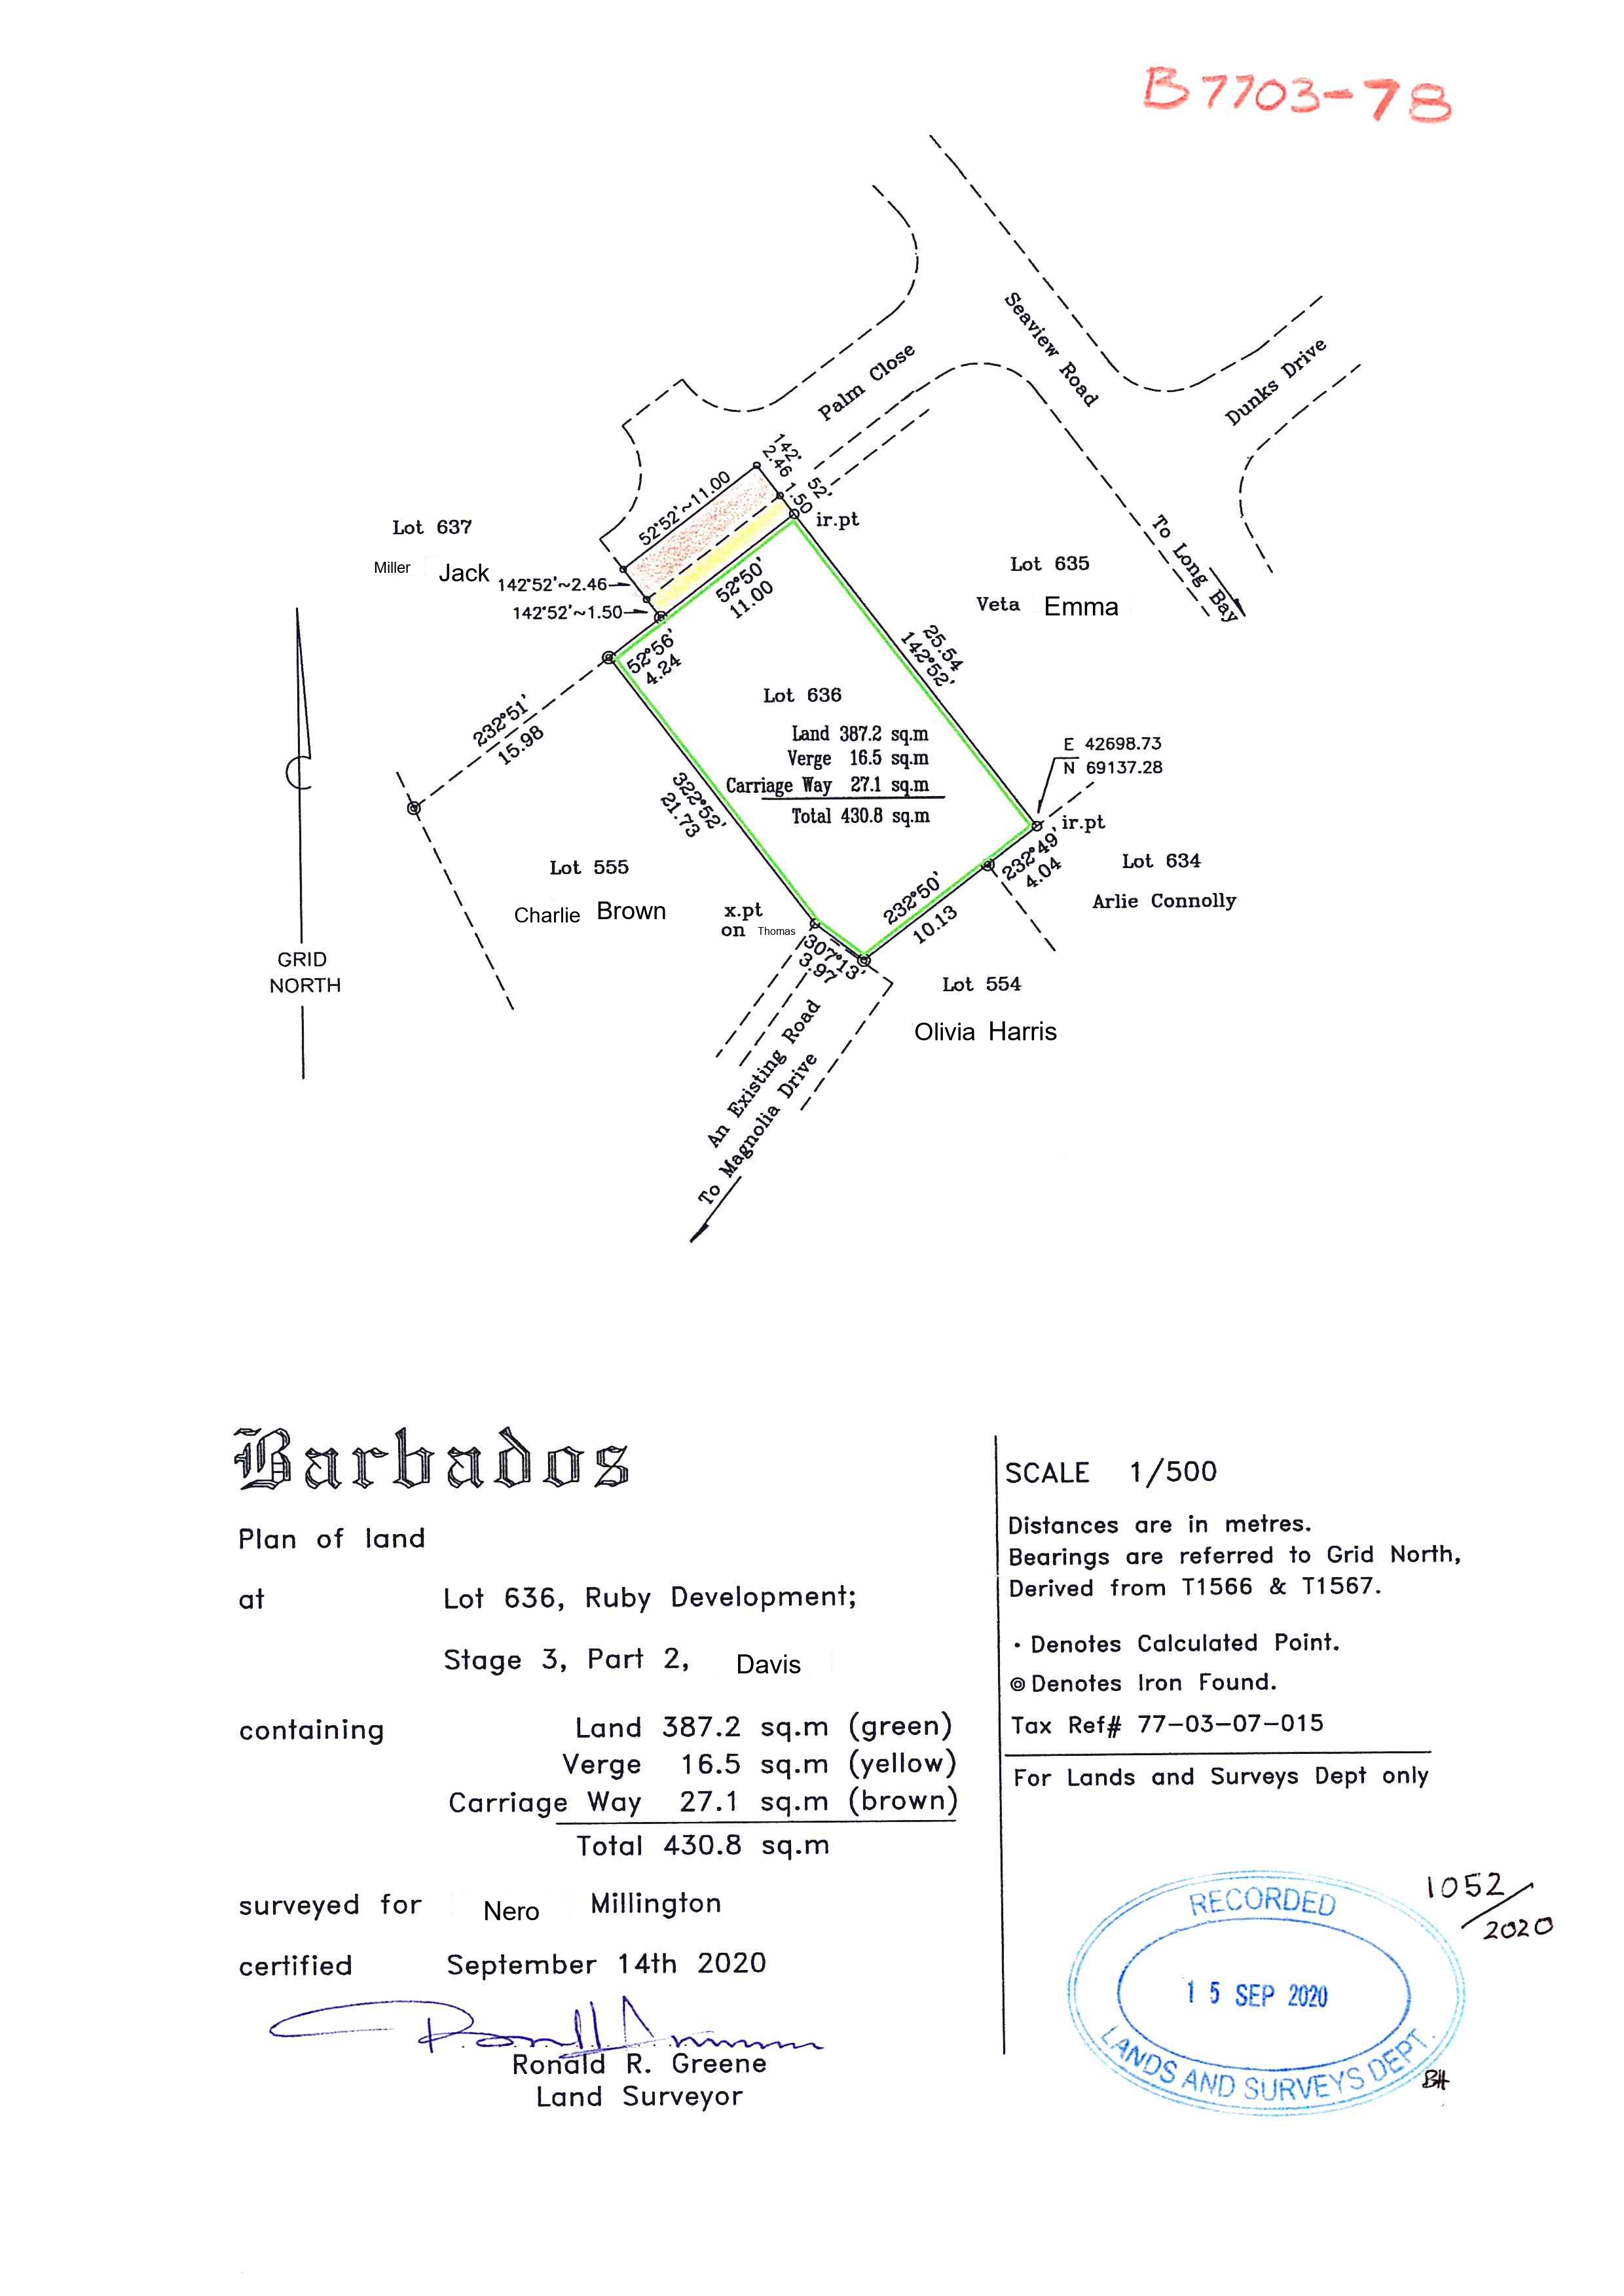 B7703-78
Seaview Road
Dunks Drive
Palm Close
To Long Bay
142° 52'
2.46 1.50
52°52'~11.00
ir.pt
Lot 637
Miller Jack
142°52'~2.46
142°52'~1.50
52°50'
11.00
Lot 635
Veta Emma
52°56'
4.24
25.54
142°52'
Lot 636
Land 387.2 sq.m
Verge 16.5 sq.m
Carriage Way 27.1 sq.m
Total 430.8 sq.m
232°51'
15.98
E 42698.73
N 69137.28
322°52'
21.73
ir.pt
232°49'
4.04
Lot 634
Arlie Connolly
Lot 555
Charlie Brown
x.pt
on Thomas
232°50'
10.13
307°13'
3.97
GRID
NORTH
Lot 554
Olivia Harris
An Existing Road
To Magnolia Drive
Barbados
Plan of land
at Lot 636, Ruby Development;
Stage 3, Part 2, Davis
containing Land 387.2 sq.m (green)
Verge 16.5 sq.m (yellow)
Carriage Way 27.1 sq.m (brown)
Total 430.8 sq.m
surveyed for Nero Millington
certified September 14th 2020
Ronald R. Greene
Land Surveyor
SCALE 1/500
Distances are in metres.
Bearings are referred to Grid North,
Derived from T1566 & T1567.
• Denotes Calculated Point.
◎ Denotes Iron Found.
Tax Ref# 77-03-07-015
For Lands and Surveys Dept only
1052/2020
RECORDED
15 SEP 2020
LANDS AND SURVEYS DEPT.
BH